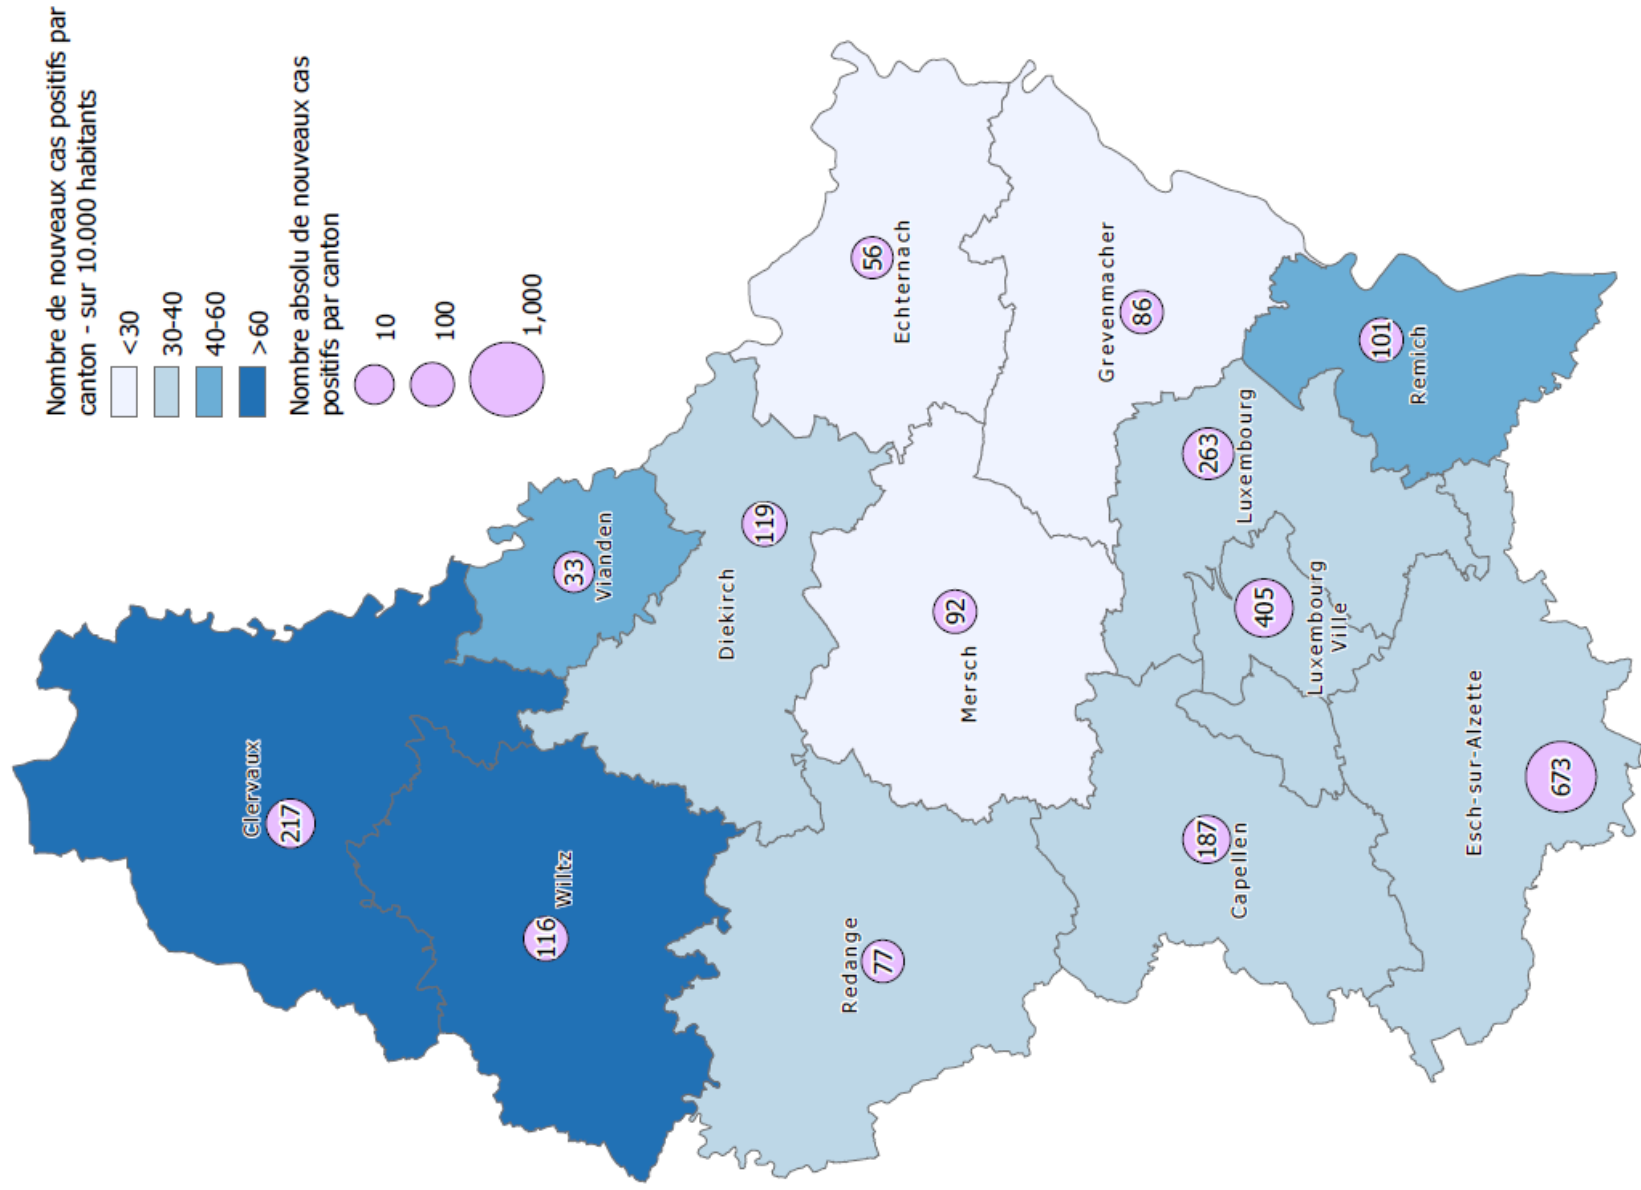 Nombre de nouveaux cas positifs par
canton - sur 10.000 habitants
<30
30-40
40-60
>60
Nombre absolu de nouveaux cas
positifs par canton
10
100
1,000
Clervaux
217
116
Wiltz
33
Vianden
Diekirch
119
Redange
77
92
Mersch
56
Echternach
Grevenmacher
86
187
Capellen
263
Luxembourg
405
Luxembourg
Ville
101
Remich
Esch-sur-Alzette
673